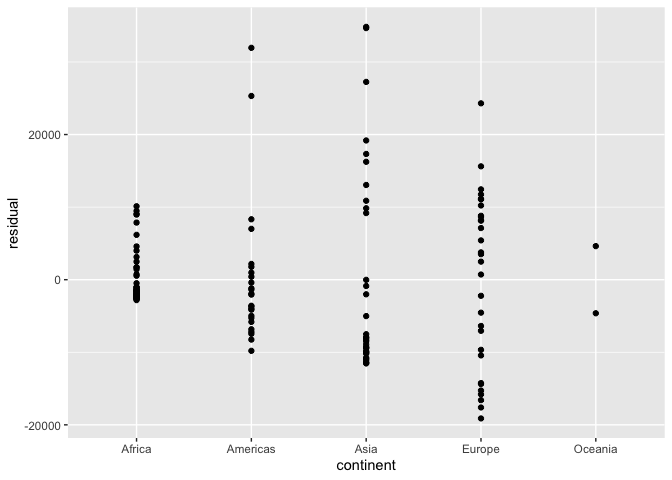 20000
0
-20000
residual
Africa Americas Asia Europe Oceania
continent